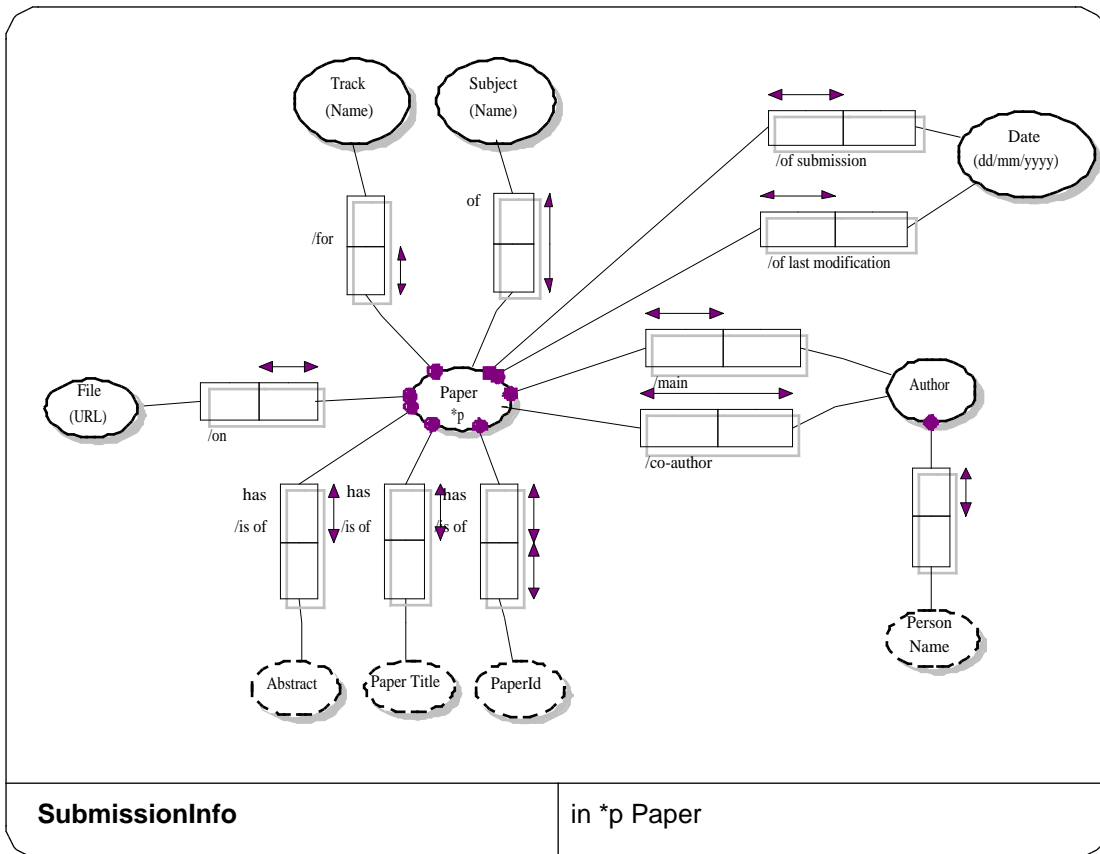 Track
(Name)
Subject
(Name)
Date
(dd/mm/yyyy)
/of submission
of
/for
/of last modification
File
(URL)
/on
Paper
*p
/main
Author
/co-author
has
/is of
has
/is of
has
/is of
Abstract
Paper Title
PaperId
Person
Name
SubmissionInfo
in *p Paper